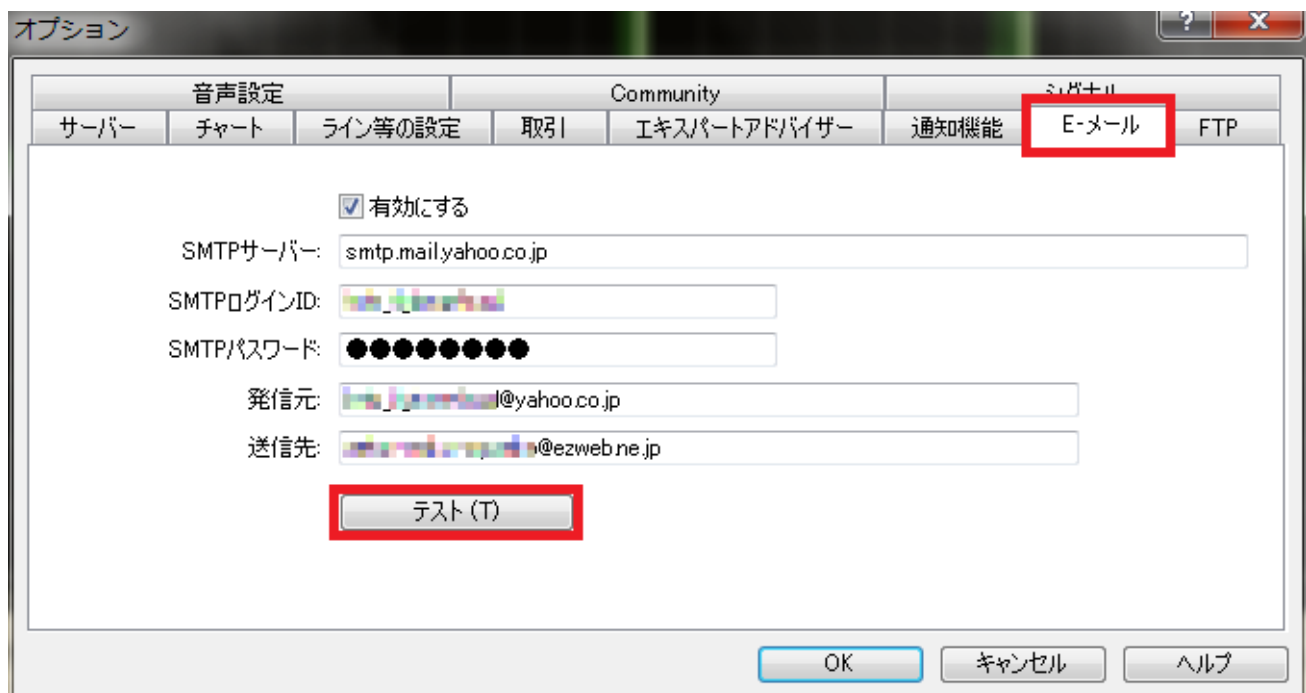 オプション
?
X
音声設定 Community シグナル
サーバー チャート ライン等の設定 取引 エキスパートアドバイザー 通知機能 E-メール FTP
有効にする
SMTPサーバー: smtp.mail.yahoo.co.jp
SMTPログインID:
SMTPパスワード: ●●●●●●●●
発信元: @yahoo.co.jp
送信先: @ezweb.ne.jp
テスト(T)
OK キャンセル ヘルプ